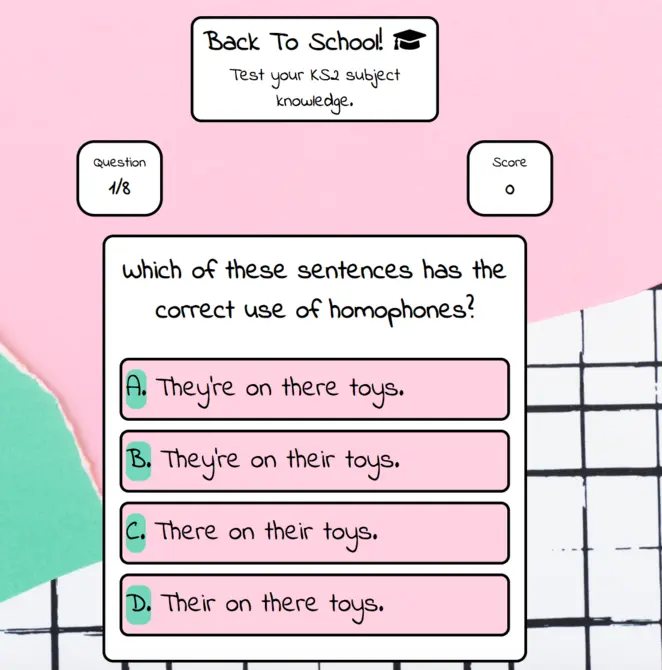 Back To School!
Test your KS2 subject
knowledge.
Question
1/8
Score
0
Which of these sentences has the
correct use of homophones?
A. They're on there toys.
B. They're on their toys.
C. There on their toys.
D. Their on there toys.